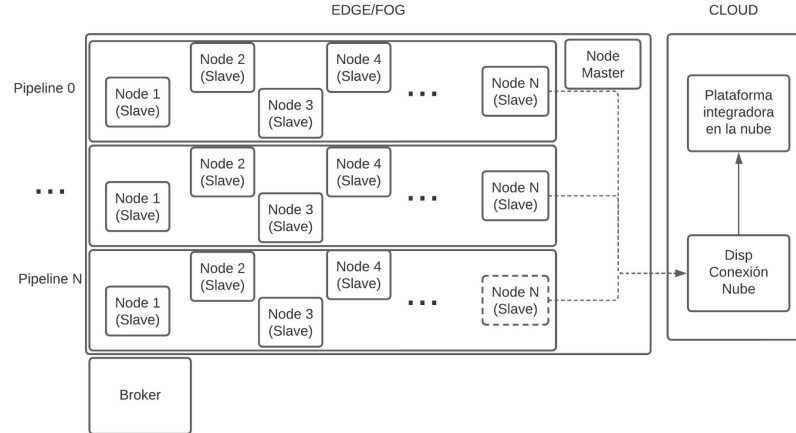 EDGE/FOG
CLOUD
Pipeline 0
Node 1
(Slave)
Node 2
(Slave)
Node 3
(Slave)
Node 4
(Slave)
...
Node N
(Slave)
Node
Master
Plataforma
integradora
en la nube
...
Node 1
(Slave)
Node 2
(Slave)
Node 3
(Slave)
Node 4
(Slave)
...
Node N
(Slave)
Pipeline N
Node 1
(Slave)
Node 2
(Slave)
Node 3
(Slave)
Node 4
(Slave)
...
Node N
(Slave)
Disp
Conexión
Nube
Broker